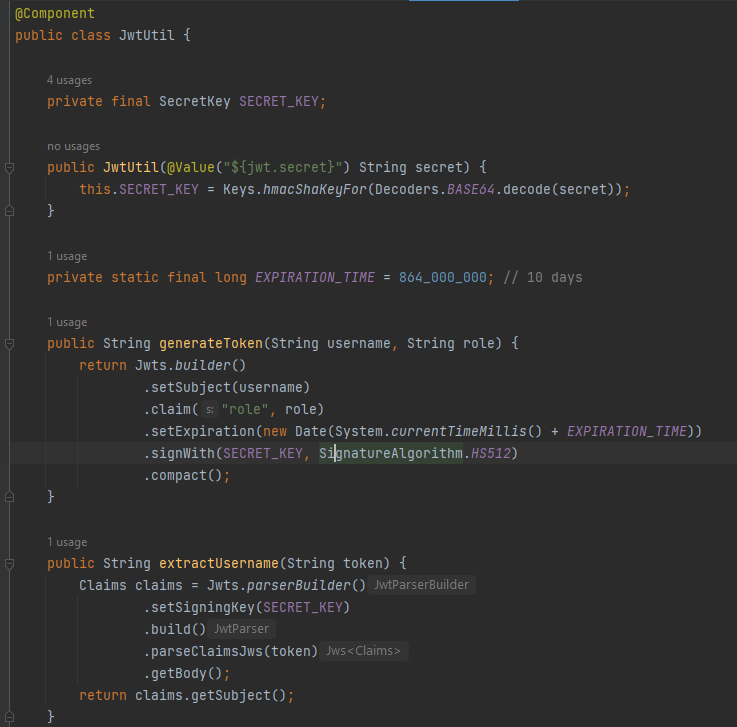 @Component
public class JwtUtil {
4 usages
private final SecretKey SECRET_KEY;
no usages
public JwtUtil(@Value("${jwt.secret}") String secret) {
this.SECRET_KEY = Keys.hmacShaKeyFor(Decoders.BASE64.decode(secret));
}
1 usage
private static final long EXPIRATION_TIME = 864_000_000; // 10 days
1 usage
public String generateToken(String username, String role) {
return Jwts.builder()
.setSubject(username)
.claim( s: "role", role)
.setExpiration(new Date(System.currentTimeMillis() + EXPIRATION_TIME))
.signWith(SECRET_KEY, SignatureAlgorithm.HS512)
.compact();
}
1 usage
public String extractUsername(String token) {
Claims claims = Jwts.parserBuilder() JwtParserBuilder
.setSigningKey(SECRET_KEY)
.build() JwtParser
.parseClaimsJws(token) Jws<Claims>
.getBody();
return claims.getSubject();
}